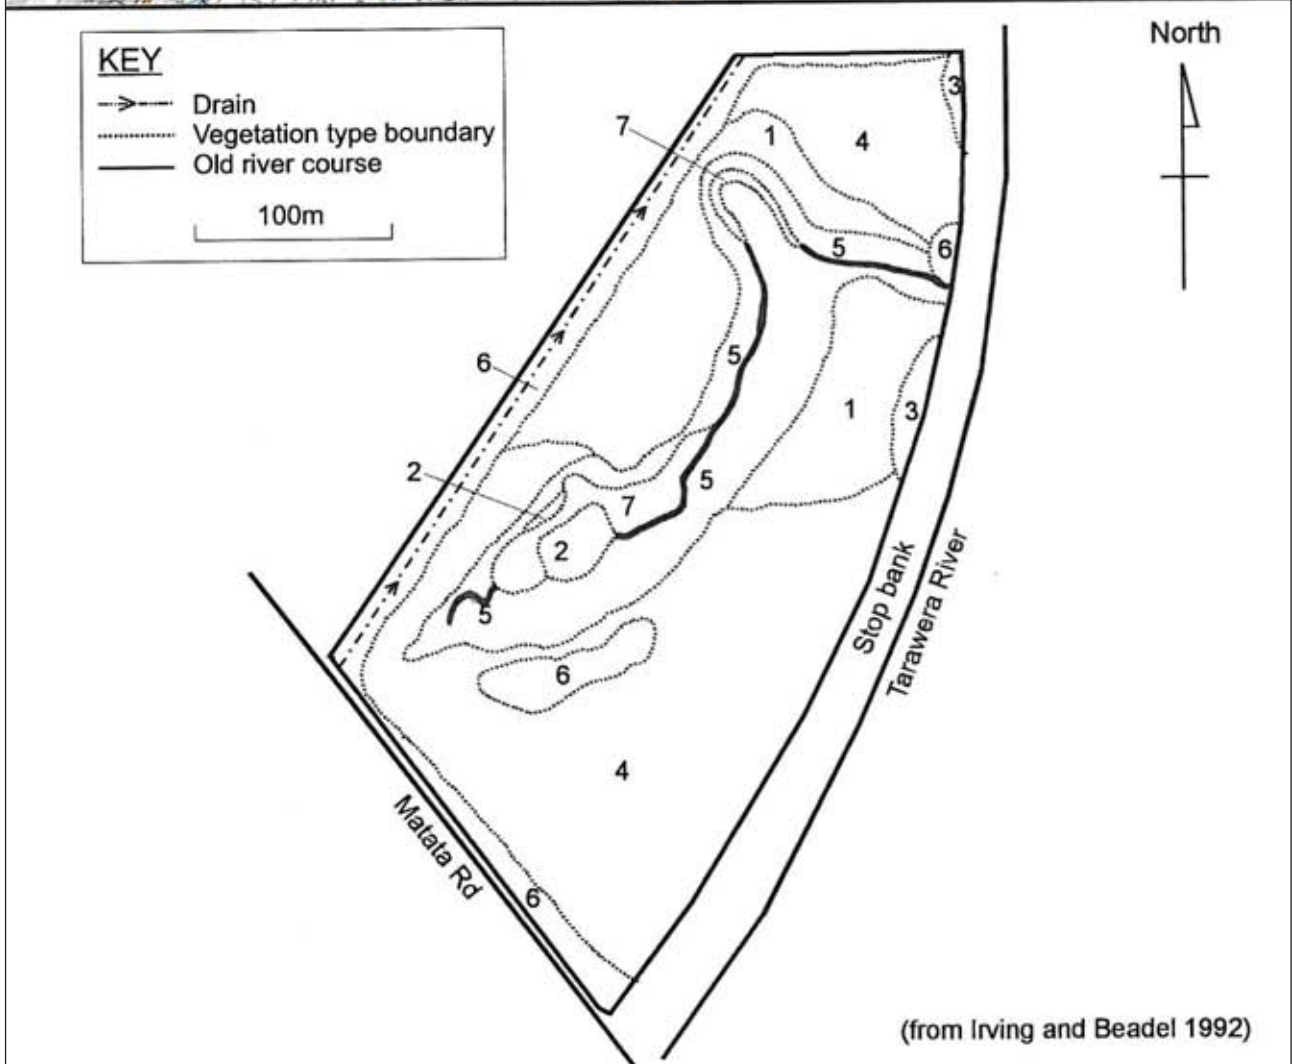 KEY
Drain
Vegetation type boundary
Old river course
100m
North
3
7
1
4
5
6
5
6
1
3
2
5
7
2
5
6
4
6
Stop bank
Tarawera River
Matata Rd
(from Irving and Beadel 1992)